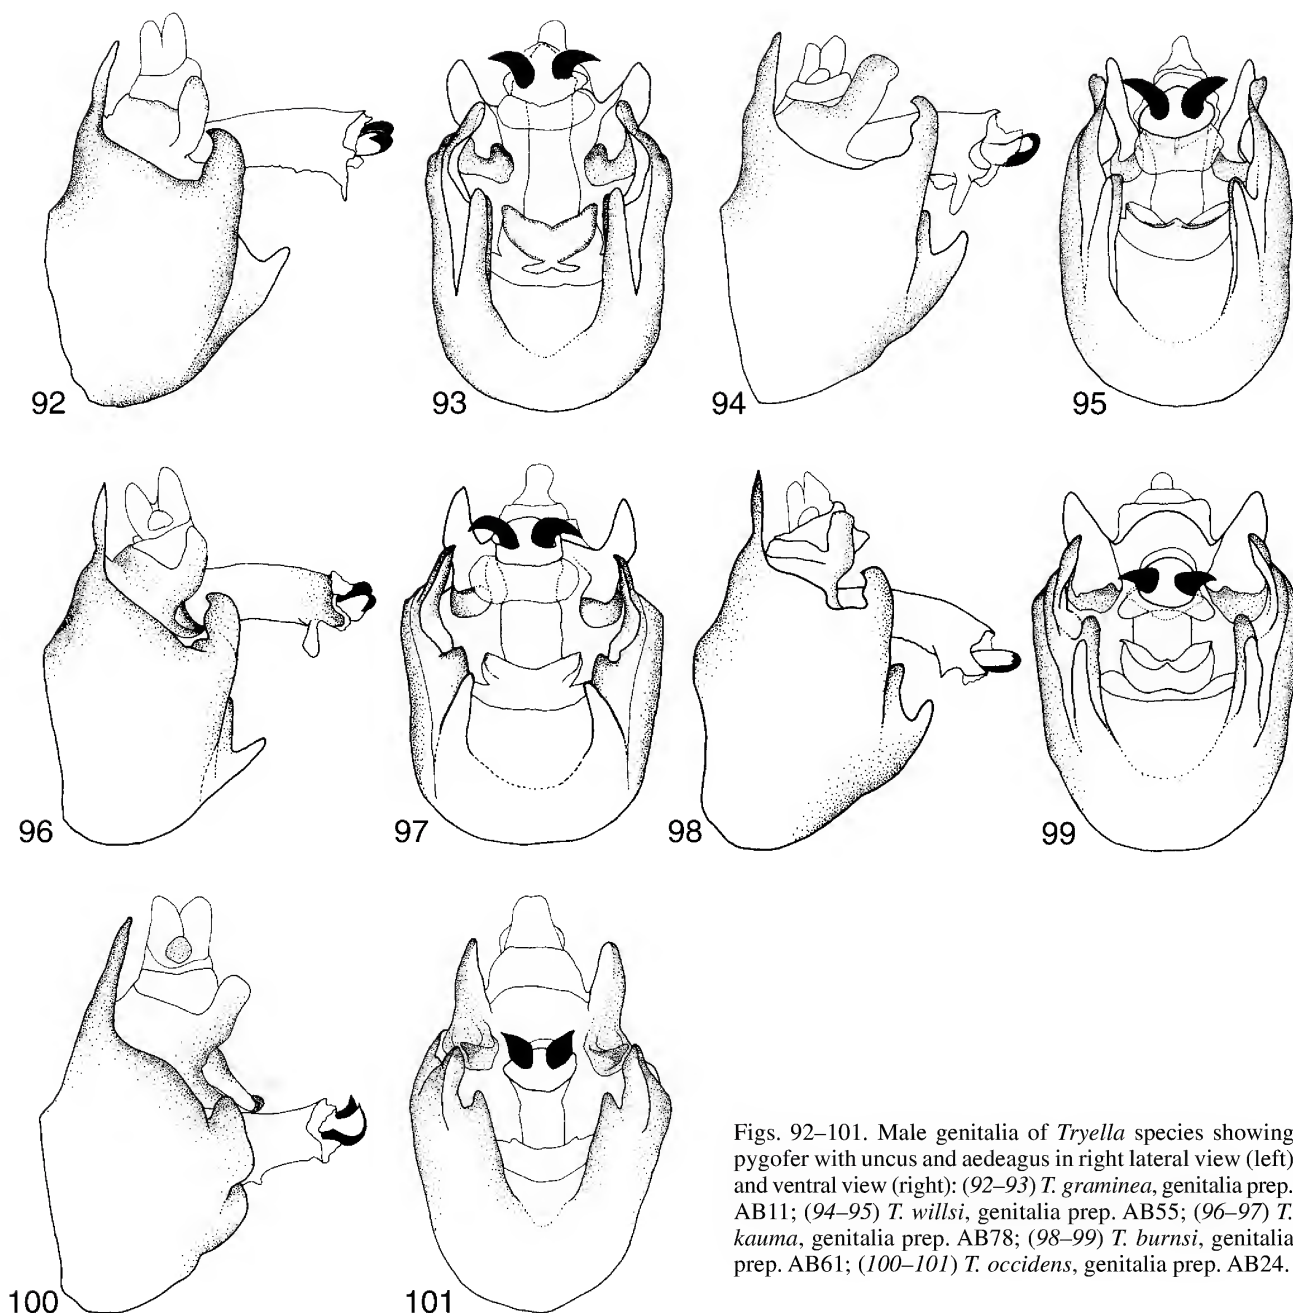 92
93
94
95
96
97
98
99
100
101
Figs. 92–101. Male genitalia of Tryella species showing
pygofer with uncus and aedeagus in right lateral view (left)
and ventral view (right): (92–93) T. graminea, genitalia prep.
AB11; (94–95) T. willsi, genitalia prep. AB55; (96–97) T.
kauma, genitalia prep. AB78; (98–99) T. burnsi, genitalia
prep. AB61; (100–101) T. occidens, genitalia prep. AB24.